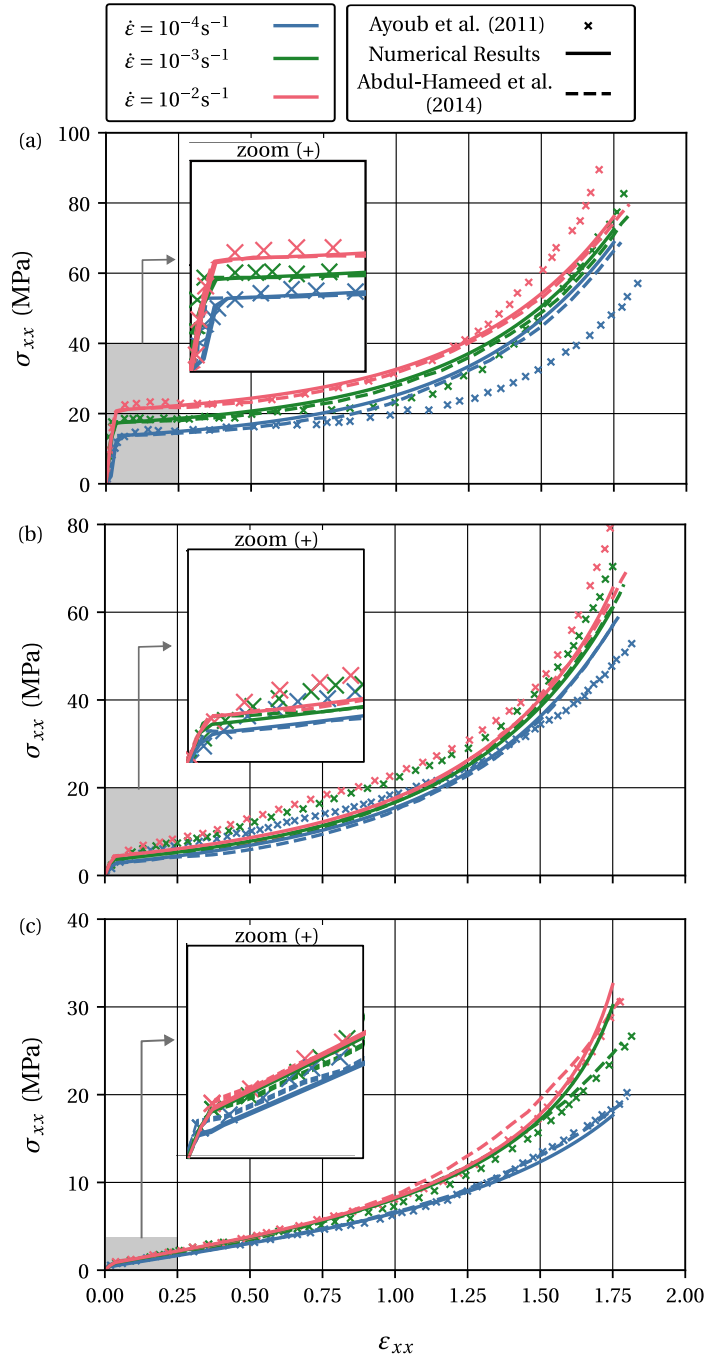 ε̇ = 10⁻⁴s⁻¹
ε̇ = 10⁻³s⁻¹
ε̇ = 10⁻²s⁻¹
Ayoub et al. (2011)
Numerical Results
Abdul-Hameed et al.
(2014)
(a)
zoom (+)
100
80
60
40
20
0
σxx (MPa)
(b)
zoom (+)
80
60
40
20
0
σxx (MPa)
(c)
zoom (+)
40
30
20
10
0
σxx (MPa)
0.00 0.25 0.50 0.75 1.00 1.25 1.50 1.75 2.00
εxx